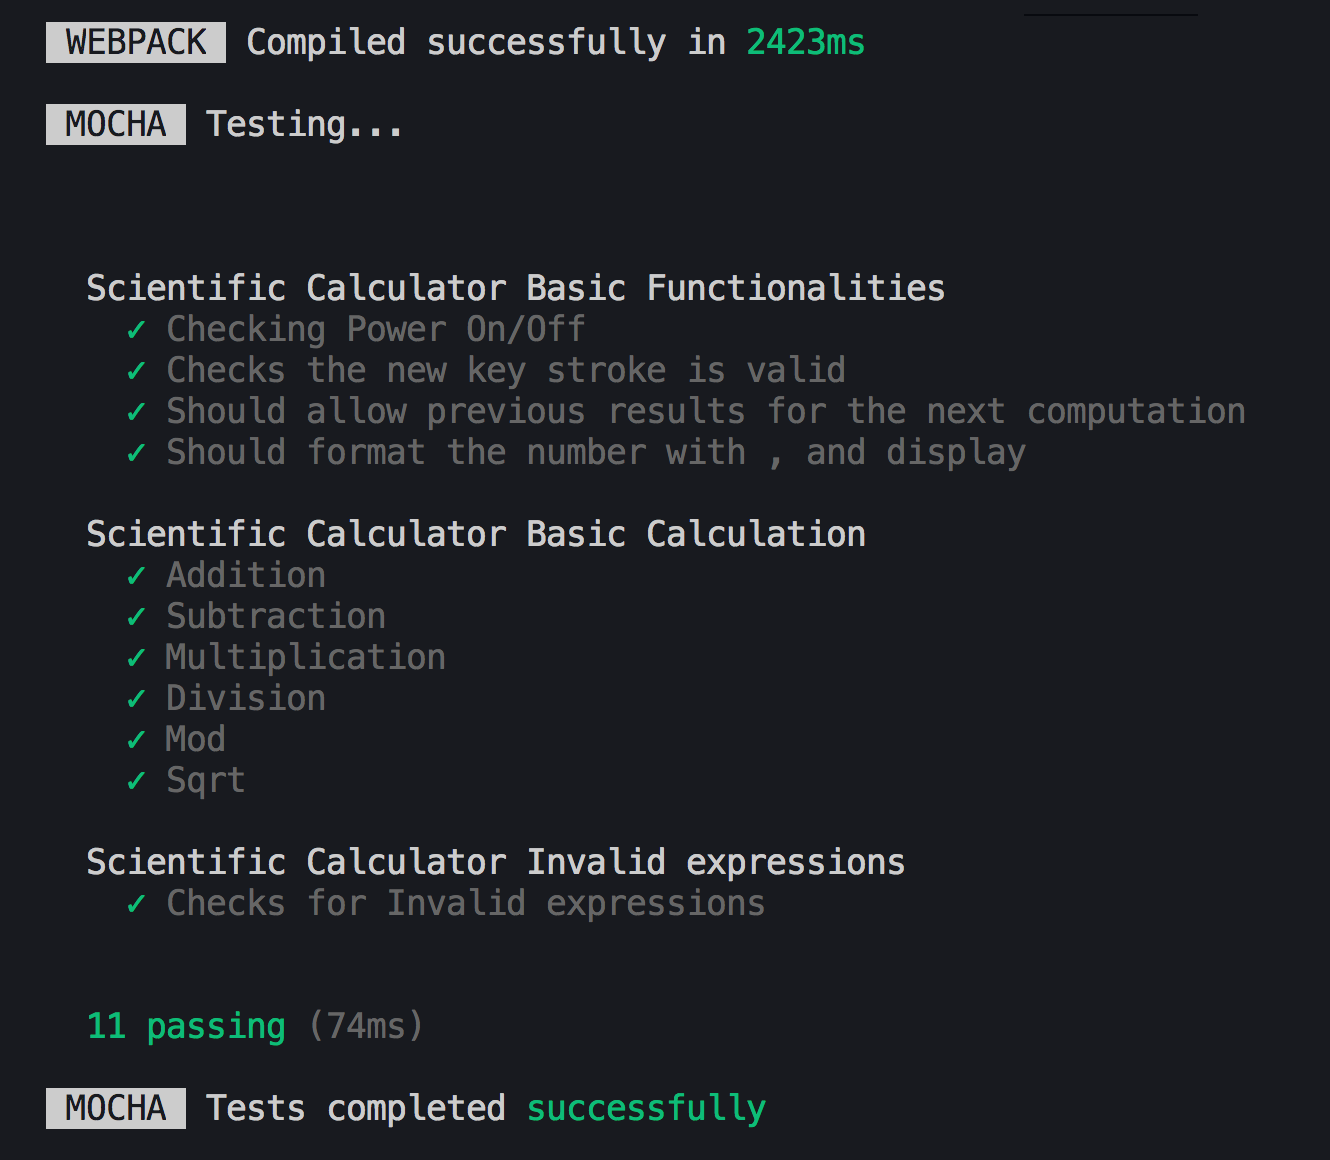 WEBPACK Compiled successfully in 2423ms
MOCHA Testing...
Scientific Calculator Basic Functionalities
✓ Checking Power On/Off
✓ Checks the new key stroke is valid
✓ Should allow previous results for the next computation
✓ Should format the number with , and display
Scientific Calculator Basic Calculation
✓ Addition
✓ Subtraction
✓ Multiplication
✓ Division
✓ Mod
✓ Sqrt
Scientific Calculator Invalid expressions
✓ Checks for Invalid expressions
11 passing (74ms)
MOCHA Tests completed successfully